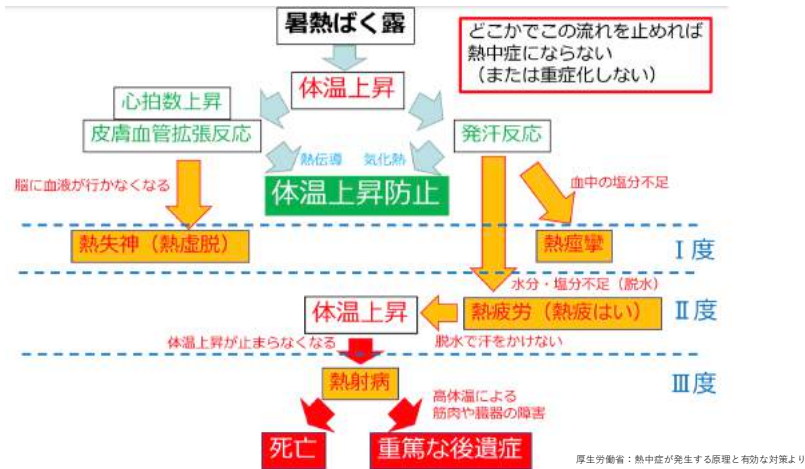 暑熱ばく露
どこかでこの流れを止めれば
熱中症にならない
（または重症化しない）
体温上昇
心拍数上昇
皮膚血管拡張反応
発汗反応
熱伝導
気化熱
脳に血液が行かなくなる
体温上昇防止
血中の塩分不足
熱失神（熱虚脱）
熱痙攣
Ⅰ度
水分・塩分不足（脱水）
体温上昇
熱疲労（熱疲はい）
Ⅱ度
体温上昇が止まらなくなる
脱水で汗をかけない
熱射病
Ⅲ度
高体温による
筋肉や臓器の障害
死亡
重篤な後遺症
厚生労働省：熱中症が発生する原理と有効な対策より